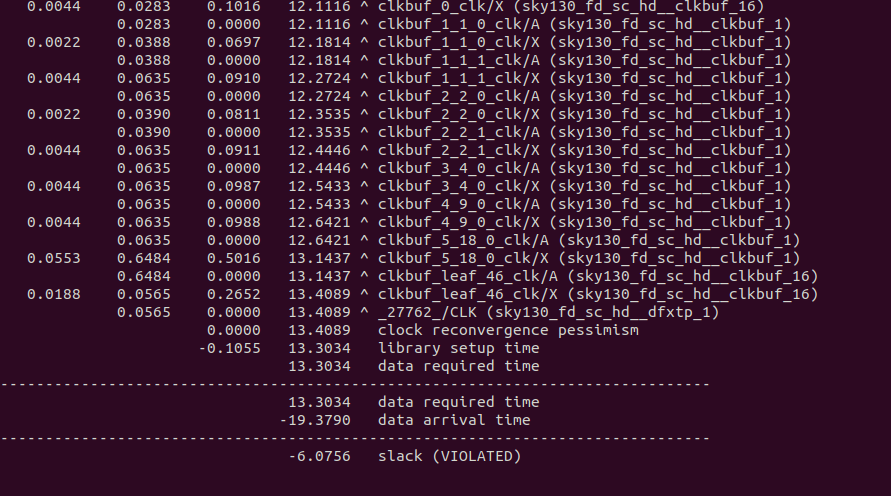 0.0044 0.0283 0.1016 12.1116 ^ clkbuf_0_clk/X (sky130_fd_sc_hd__clkbuf_16)
0.0283 0.0000 12.1116 ^ clkbuf_1_1_0_clk/A (sky130_fd_sc_hd__clkbuf_1)
0.0022 0.0388 0.0697 12.1814 ^ clkbuf_1_1_0_clk/X (sky130_fd_sc_hd__clkbuf_1)
0.0388 0.0000 12.1814 ^ clkbuf_1_1_1_clk/A (sky130_fd_sc_hd__clkbuf_1)
0.0044 0.0635 0.0910 12.2724 ^ clkbuf_1_1_1_clk/X (sky130_fd_sc_hd__clkbuf_1)
0.0635 0.0000 12.2724 ^ clkbuf_2_2_0_clk/A (sky130_fd_sc_hd__clkbuf_1)
0.0022 0.0390 0.0811 12.3535 ^ clkbuf_2_2_0_clk/X (sky130_fd_sc_hd__clkbuf_1)
0.0390 0.0000 12.3535 ^ clkbuf_2_2_1_clk/A (sky130_fd_sc_hd__clkbuf_1)
0.0044 0.0635 0.0911 12.4446 ^ clkbuf_2_2_1_clk/X (sky130_fd_sc_hd__clkbuf_1)
0.0635 0.0000 12.4446 ^ clkbuf_3_4_0_clk/A (sky130_fd_sc_hd__clkbuf_1)
0.0044 0.0635 0.0987 12.5433 ^ clkbuf_3_4_0_clk/X (sky130_fd_sc_hd__clkbuf_1)
0.0635 0.0000 12.5433 ^ clkbuf_4_9_0_clk/A (sky130_fd_sc_hd__clkbuf_1)
0.0044 0.0635 0.0988 12.6421 ^ clkbuf_4_9_0_clk/X (sky130_fd_sc_hd__clkbuf_1)
0.0635 0.0000 12.6421 ^ clkbuf_5_18_0_clk/A (sky130_fd_sc_hd__clkbuf_1)
0.0553 0.6484 0.5016 13.1437 ^ clkbuf_5_18_0_clk/X (sky130_fd_sc_hd__clkbuf_1)
0.6484 0.0000 13.1437 ^ clkbuf_leaf_46_clk/A (sky130_fd_sc_hd__clkbuf_16)
0.0188 0.0565 0.2652 13.4089 ^ clkbuf_leaf_46_clk/X (sky130_fd_sc_hd__clkbuf_16)
0.0565 0.0000 13.4089 ^ _27762_/CLK (sky130_fd_sc_hd__dfxtp_1)
0.0000 13.4089 clock reconvergence pessimism
-0.1055 13.3034 library setup time
13.3034 data required time
-------------------------------------------------------------------------------
13.3034 data required time
-19.3790 data arrival time
-------------------------------------------------------------------------------
-6.0756 slack (VIOLATED)